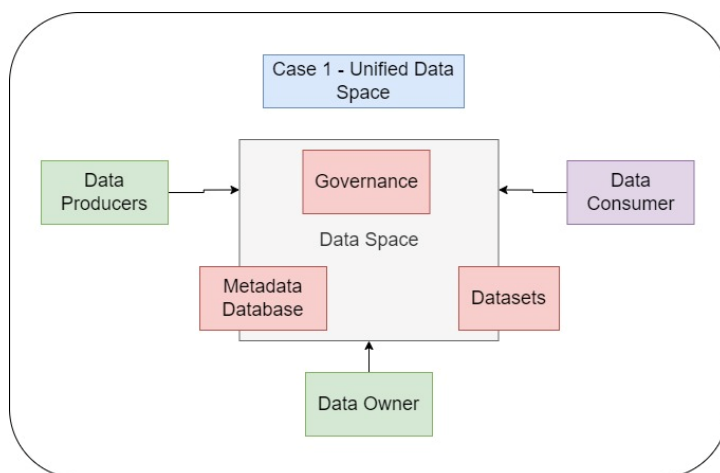 Case 1 - Unified Data
Space
Data
Producers
Governance
Data
Consumer
Data Space
Metadata
Database
Datasets
Data Owner